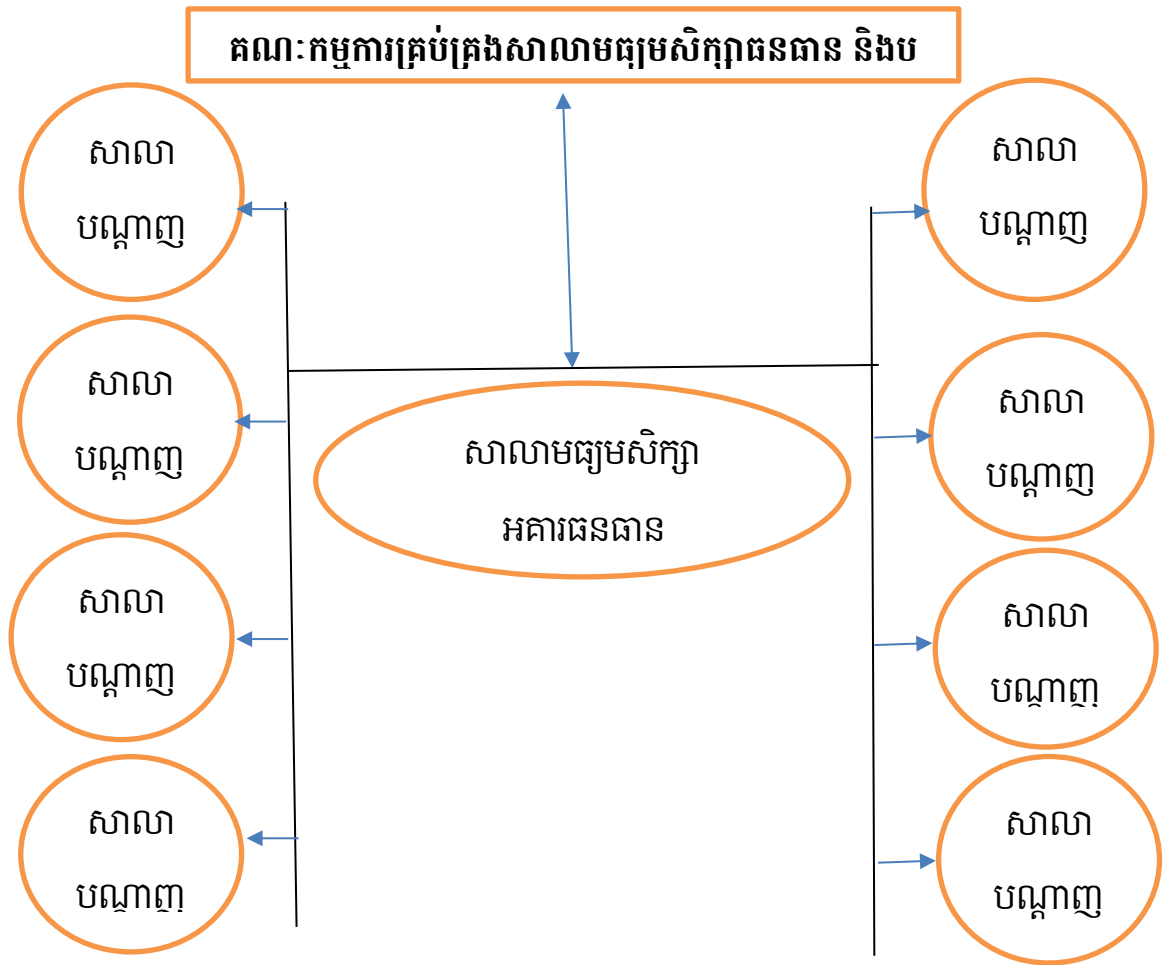 គណៈកម្មការគ្រប់គ្រងសាលាមធ្យមសិក្សាធនធាន និងប
សាលា
បណ្តាញ
សាលា
បណ្តាញ
សាលា
បណ្តាញ
សាលា
បណ្តាញ
សាលាមធ្យមសិក្សា
អគារធនធាន
សាលា
បណ្តាញ
សាលា
បណ្តាញ
សាលា
បណ្តាញ
សាលា
បណ្តាញ